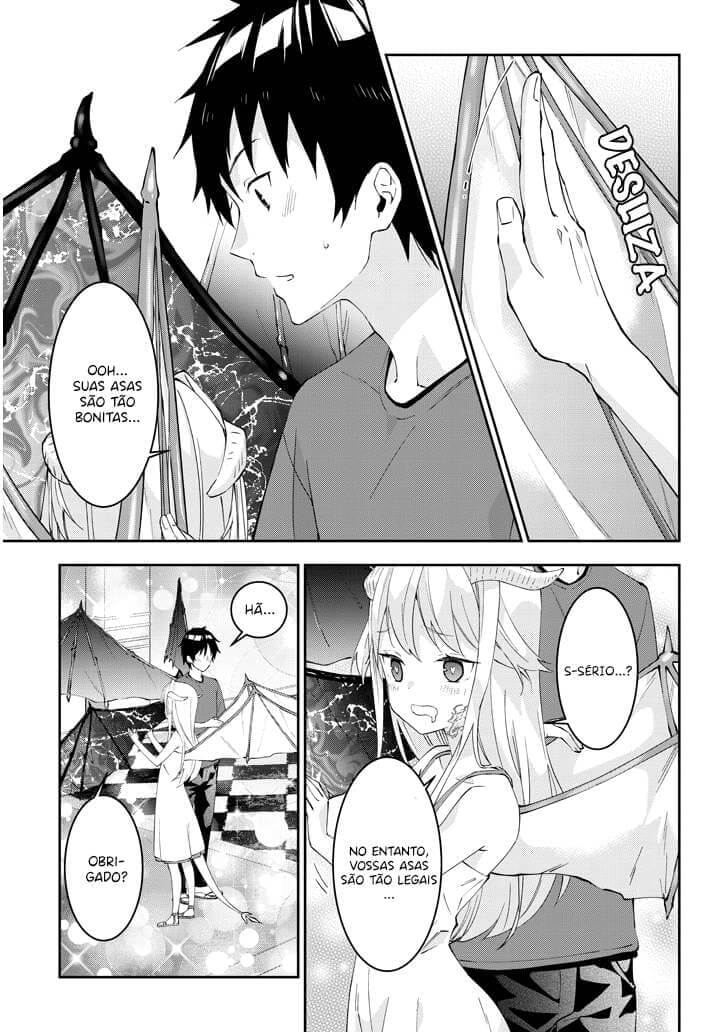 DESLIZA
OOH...
SUAS ASAS
SÃO TÃO
BONITAS...
S-SÉRIO...?
NO ENTANTO,
VOSSAS ASAS
SÃO TÃO LEGAIS
...
HÃ...
OBRI-
GADO?